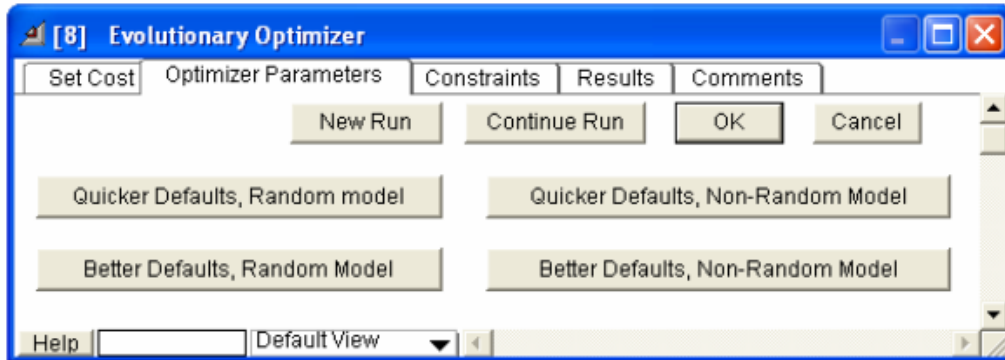 [8] Evolutionary Optimizer
Set Cost Optimizer Parameters Constraints Results Comments
New Run Continue Run OK Cancel
Quicker Defaults, Random model Quicker Defaults, Non-Random Model
Better Defaults, Random Model Better Defaults, Non-Random Model
Help Default View